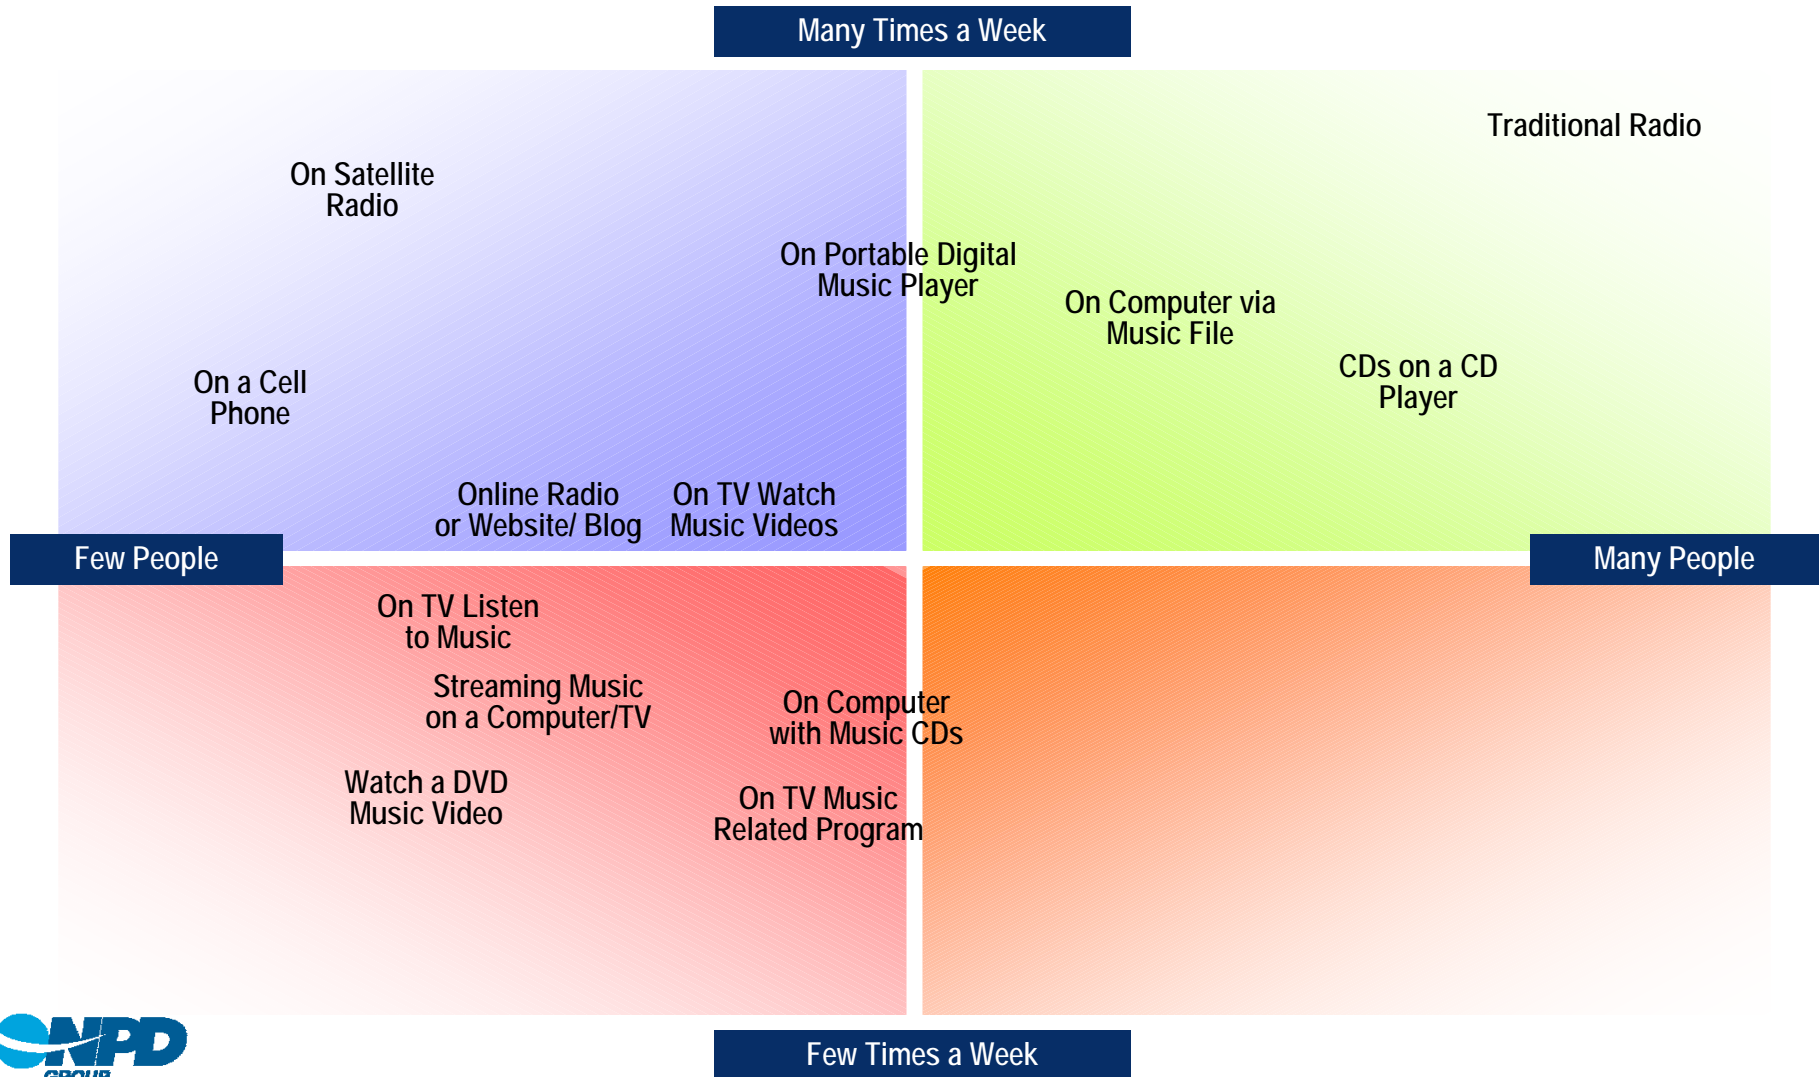 Many Times a Week
Traditional Radio
On Satellite
Radio
On Portable Digital
Music Player
On Computer via
Music File
CDs on a CD
Player
On a Cell
Phone
Online Radio
or Website/ Blog
On TV Watch
Music Videos
Few People
Many People
On TV Listen
to Music
Streaming Music
on a Computer/TV
On Computer
with Music CDs
Watch a DVD
Music Video
On TV Music
Related Program
NPD
GROUP
Few Times a Week